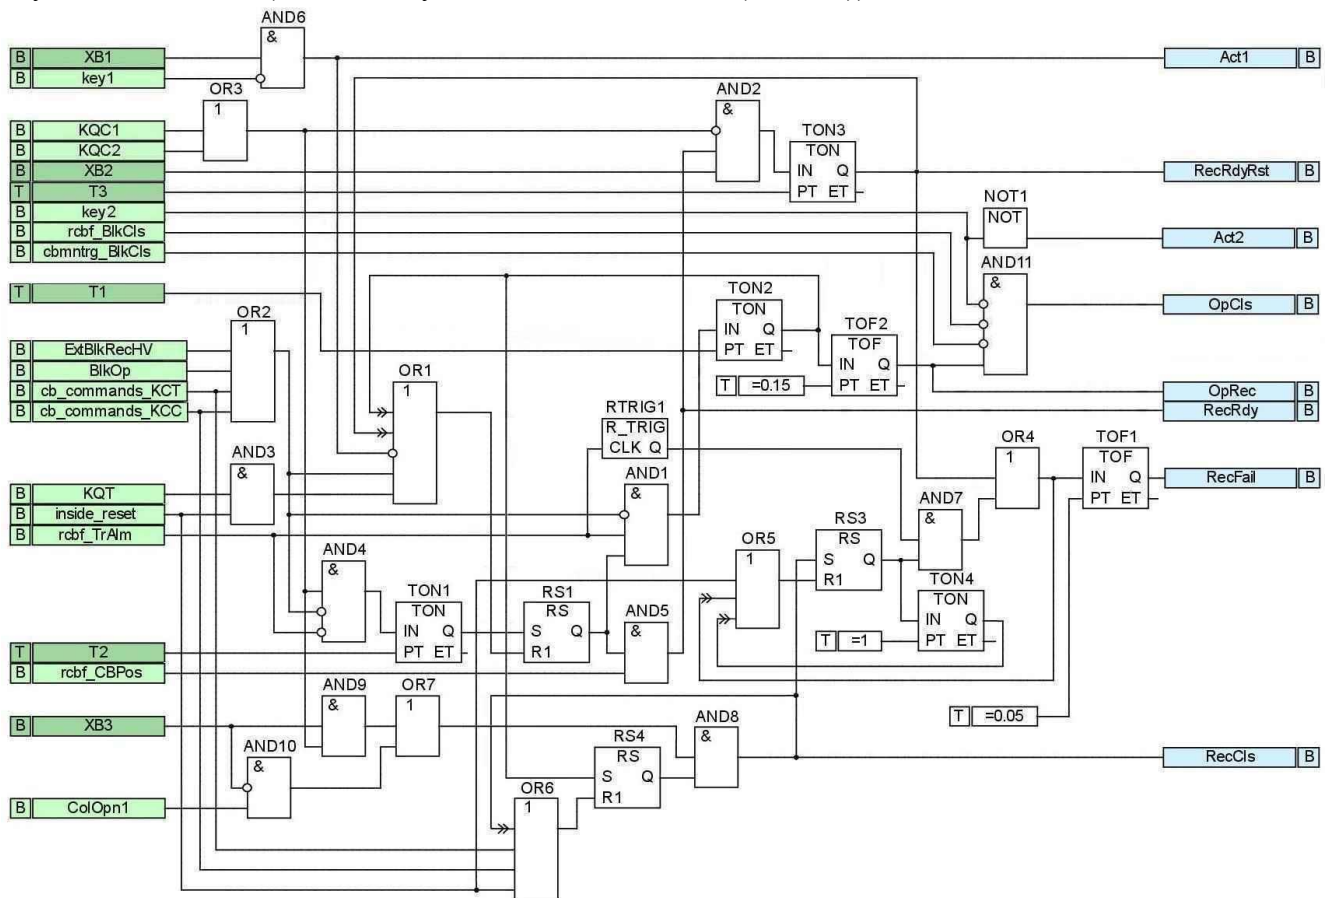 AND6
&
B XB1
B key1
Act1 B
OR3
1
AND2
&
B KQC1
B KQC2
B XB2
T T3
TON3
TON
IN Q
PT ET
RecRdyRst B
B key2
B rcbf_BlkCls
B cbmntrg_BlkCls
NOT1
NOT
Act2 B
AND11
&
T T1
TON2
TON
IN Q
PT ET
OpCls B
OR2
1
TOF2
TOF
IN Q
PT ET
B ExtBlkRecHV
B BlkOp
B cb_commands_KCT
B cb_commands_KCC
OR1
1
T =0.15
OpRec B
RecRdy B
RTRIG1
R_TRIG
CLK Q
OR4
1
TOF1
TOF
IN Q
PT ET
RecFail B
AND3
&
AND1
&
B KQT
B inside_reset
B rcbf_TrAlm
AND7
&
RS3
RS
S Q
R1
OR5
1
AND4
&
TON1
TON
IN Q
PT ET
RS1
RS
S Q
R1
AND5
&
TON4
TON
IN Q
PT ET
T =1
T T2
B rcbf_CBPos
AND9
&
OR7
1
T =0.05
B XB3
AND10
&
RS4
RS
S Q
R1
AND8
&
RecCls B
B ColOpn1
OR6
1